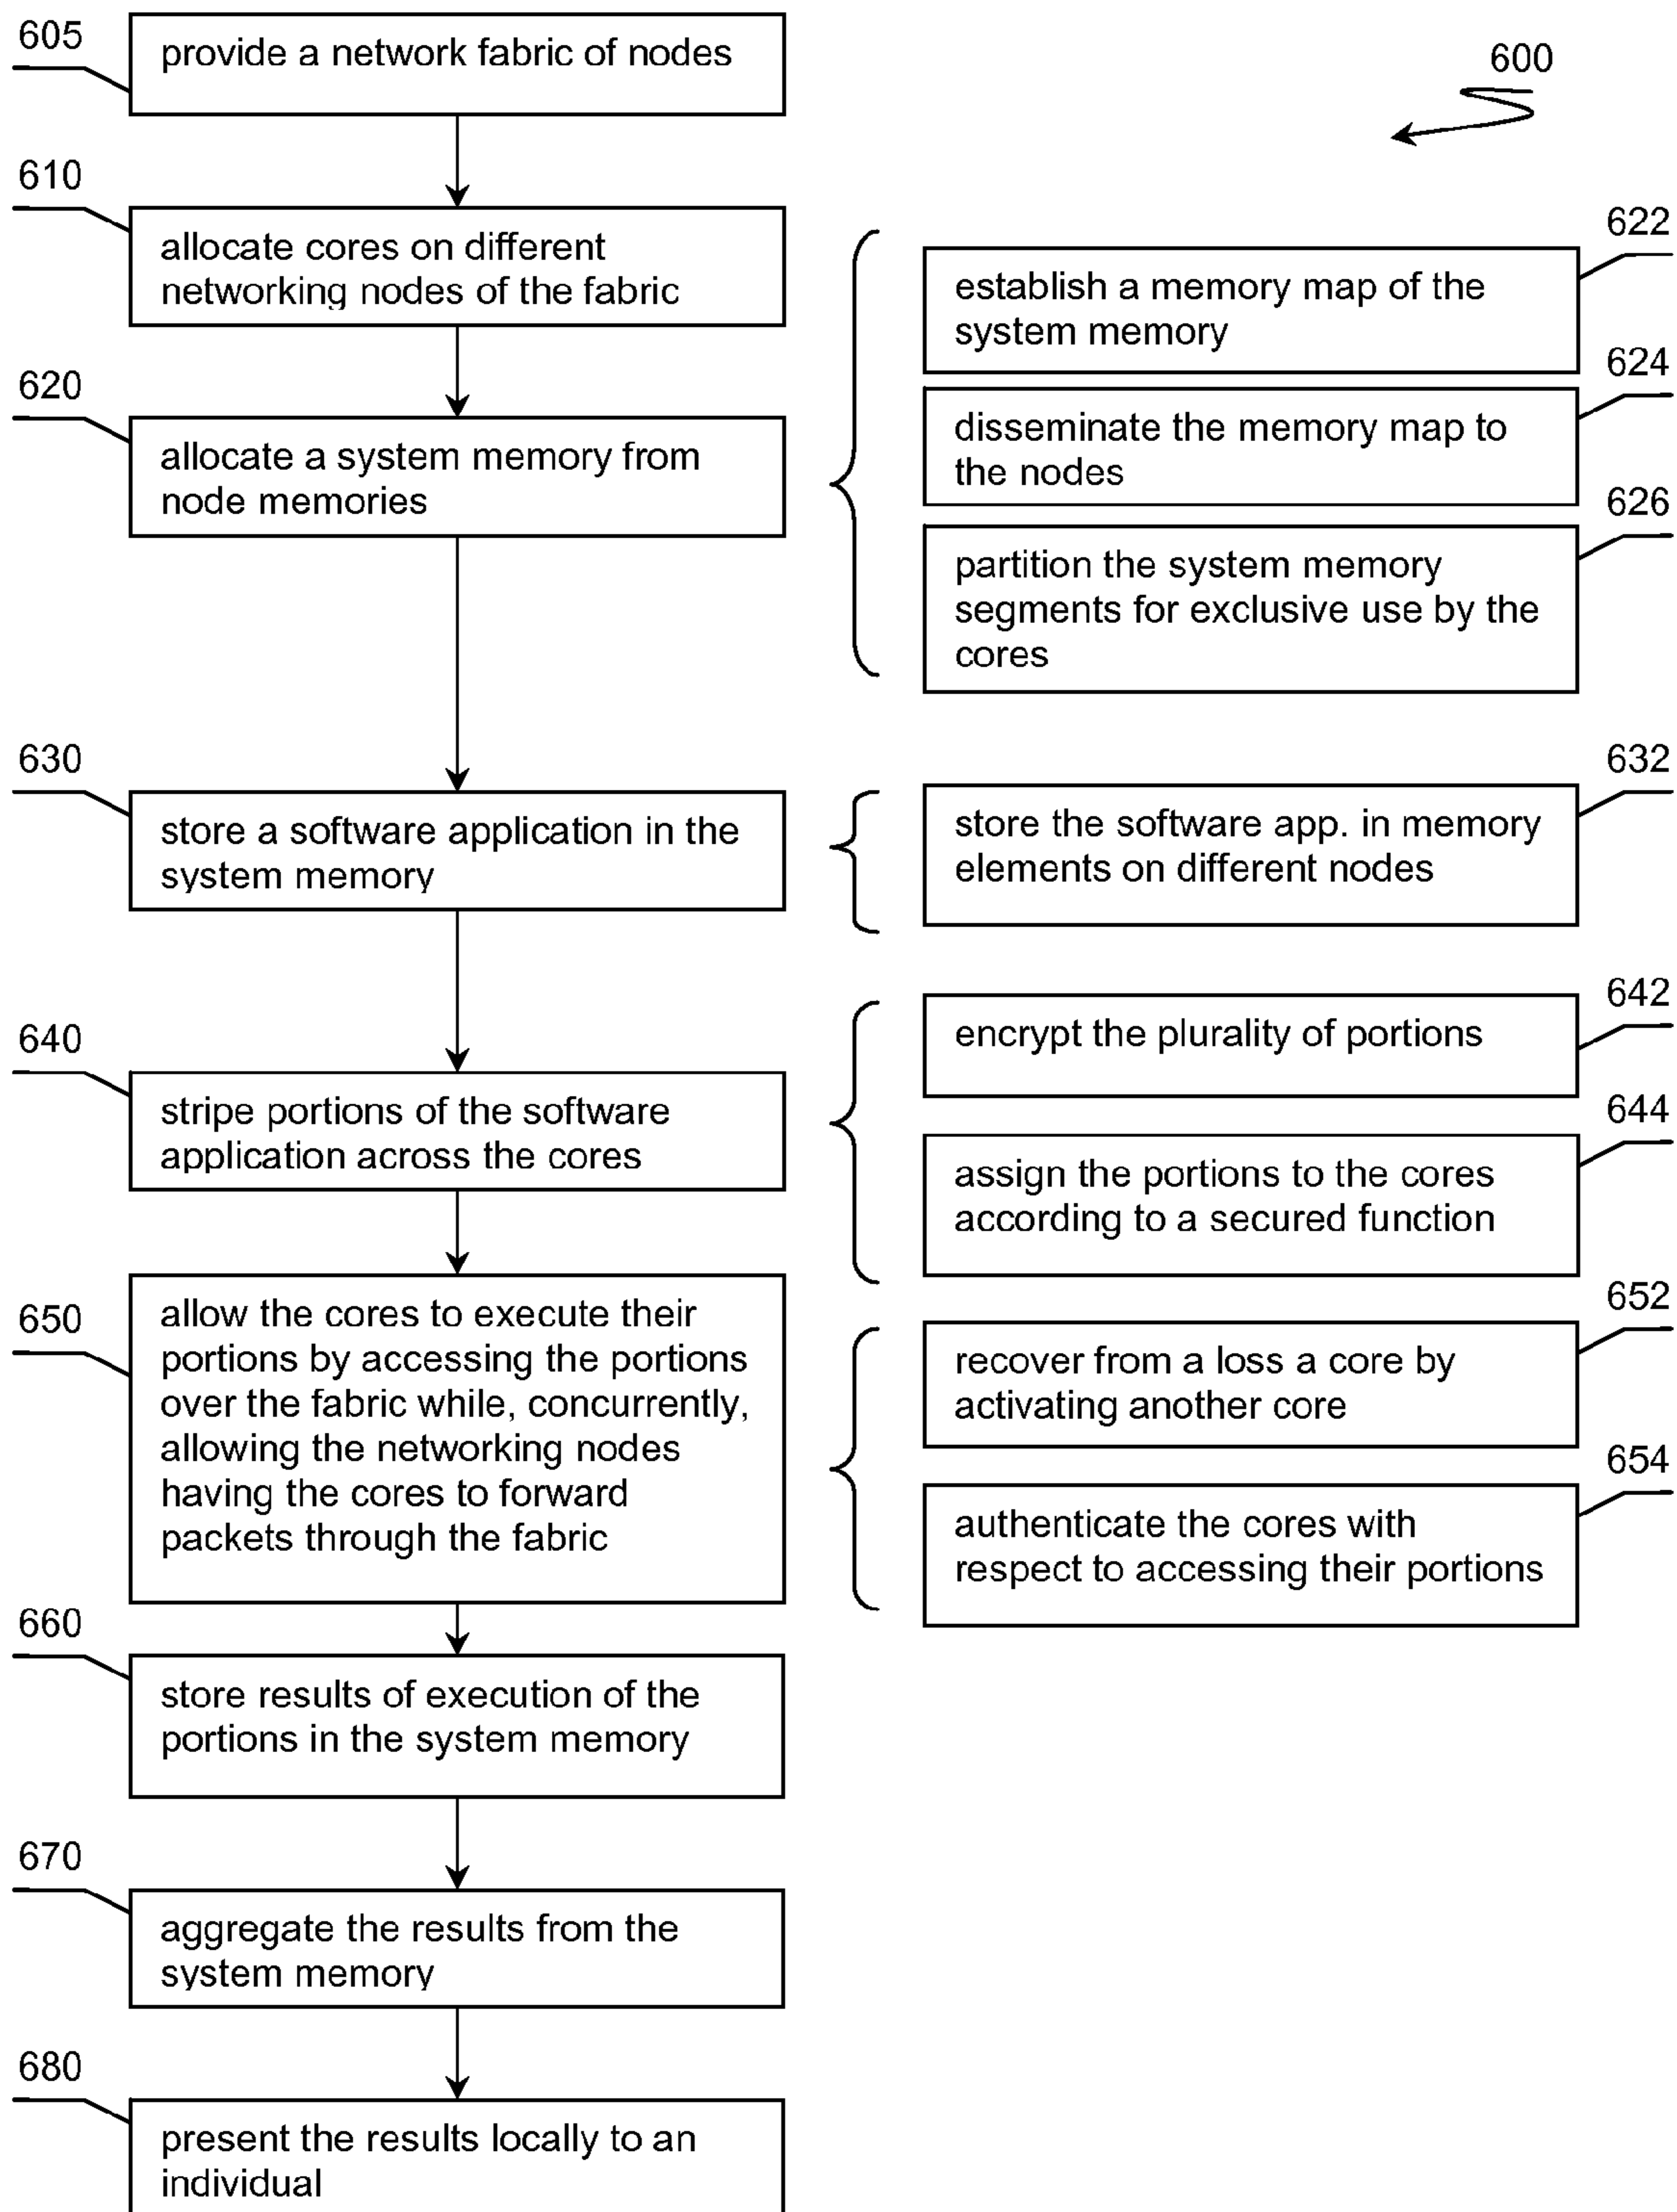 605
provide a network fabric of nodes
600
610
allocate cores on different
networking nodes of the fabric
620
allocate a system memory from
node memories
622
establish a memory map of the
system memory
624
disseminate the memory map to
the nodes
626
partition the system memory
segments for exclusive use by the
cores
630
store a software application in the
system memory
632
store the software app. in memory
elements on different nodes
640
stripe portions of the software
application across the cores
642
encrypt the plurality of portions
644
assign the portions to the cores
according to a secured function
650
allow the cores to execute their
portions by accessing the portions
over the fabric while, concurrently,
allowing the networking nodes
having the cores to forward
packets through the fabric
652
recover from a loss a core by
activating another core
654
authenticate the cores with
respect to accessing their portions
660
store results of execution of the
portions in the system memory
670
aggregate the results from the
system memory
680
present the results locally to an
individual